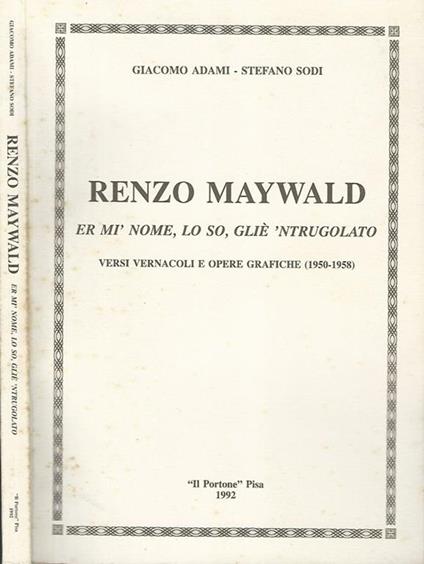 GIACOMO ADAMI - STEFANO SODI
RENZO MAYWALD
ER MI' NOME, LO SO, GLIÈ 'NTRUGOLATO
"Il Portone" Pisa
1992
GIACOMO ADAMI - STEFANO SODI
RENZO MAYWALD
ER MI' NOME, LO SO, GLIÈ 'NTRUGOLATO
VERSI VERNACOLI E OPERE GRAFICHE (1950-1958)
"Il Portone" Pisa
1992